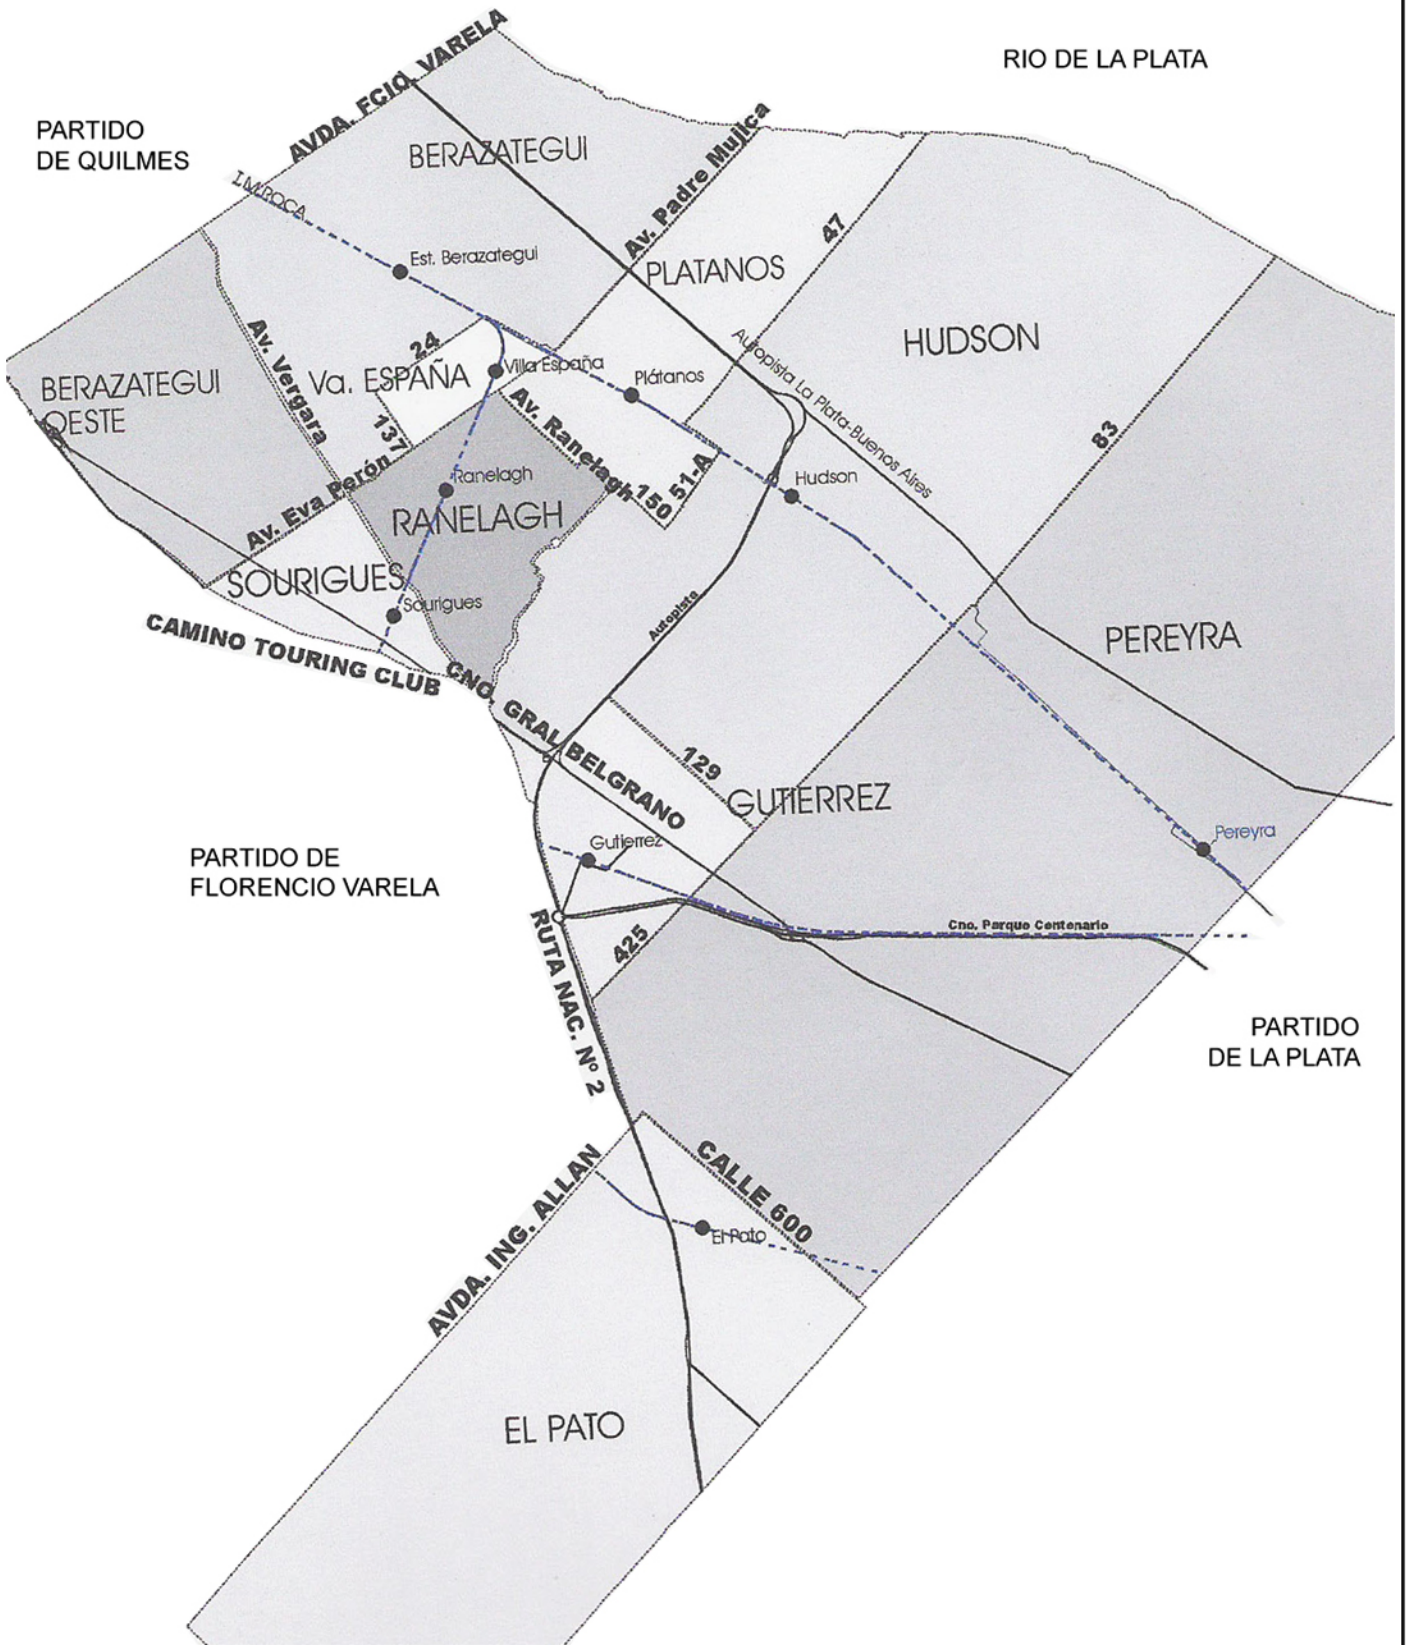 RIO DE LA PLATA
AVDA. FCIO. VARELA
PARTIDO
DE QUILMES
BERAZATEGUI
Av. Padre Mujica
47
Est. Berazategui
PLATANOS
HUDSON
Av. Vergara
24
Va. ESPAÑA
Villa España
Plátanos
Autopista La Plata-Buenos Aires
BERAZATEGUI
OESTE
137
Av. Ranelagh
150
51-A
83
Av. Eva Perón
Ranelagh
RANELAGH
Hudson
SOURIGUES
Sourigues
Autopista
CAMINO TOURING CLUB
PEREYRA
CNO. GRAL BELGRANO
129
GUTIERREZ
Gutierrez
Pereyra
PARTIDO DE
FLORENCIO VARELA
425
Cno. Parque Centenario
RUTA NAC. Nº 2
PARTIDO
DE LA PLATA
AVDA. ING. ALLAN
CALLE 600
El Pato
EL PATO